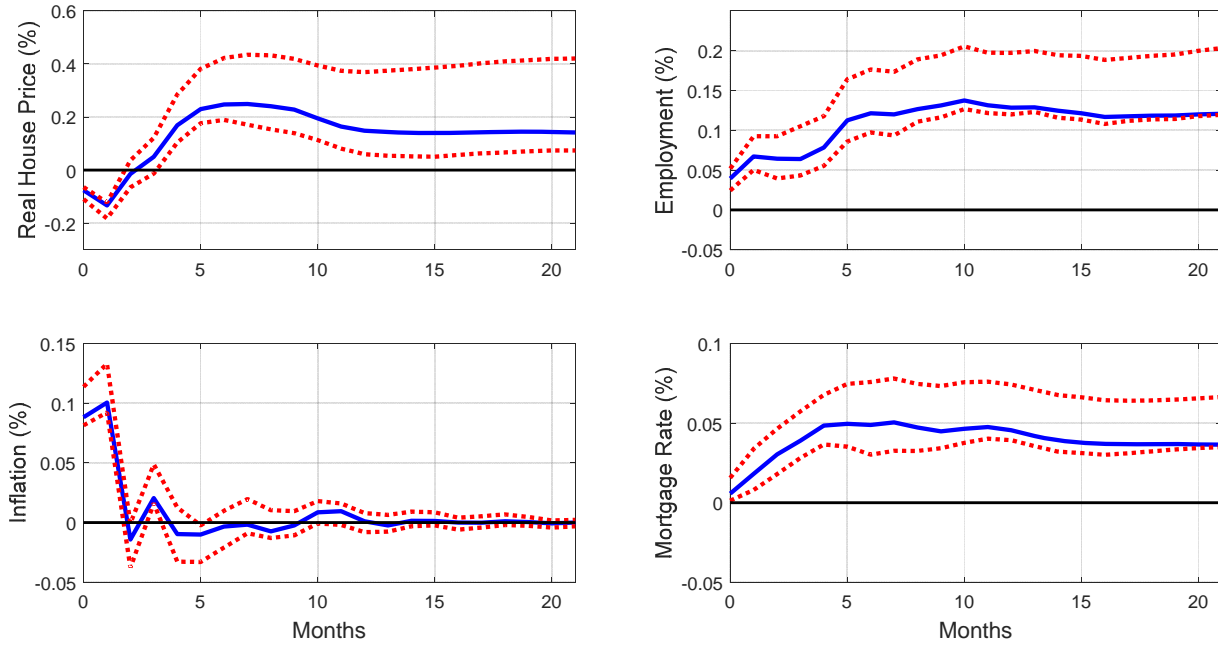 Real House Price (%)
0.6
0.4
0.2
0
-0.2
0 5 10 15 20
Employment (%)
0.2
0.15
0.1
0.05
0
-0.05
0 5 10 15 20
Inflation (%)
0.15
0.1
0.05
0
-0.05
0 5 10 15 20
Months
Mortgage Rate (%)
0.1
0.05
0
-0.05
0 5 10 15 20
Months